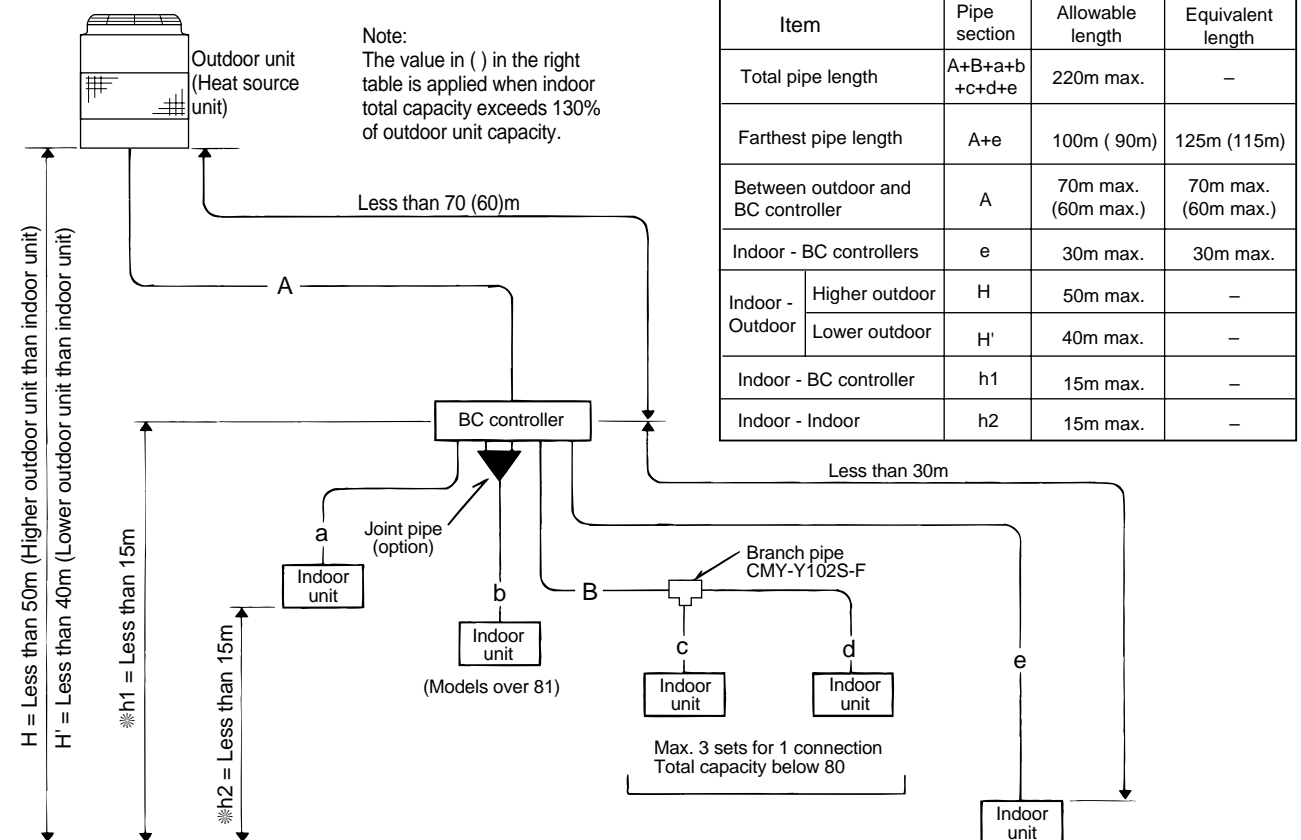 Outdoor unit
(Heat source
unit)
Note:
The value in ( ) in the right
table is applied when indoor
total capacity exceeds 130%
of outdoor unit capacity.
Item
Pipe
section
Allowable
length
Equivalent
length
Total pipe length
A+B+a+b
+c+d+e
220m max.
–
Farthest pipe length
A+e
100m ( 90m)
125m (115m)
Between outdoor and
BC controller
A
70m max.
(60m max.)
70m max.
(60m max.)
Indoor - BC controllers
e
30m max.
30m max.
Indoor -
Outdoor
Higher outdoor
H
50m max.
–
Lower outdoor
H'
40m max.
–
Indoor - BC controller
h1
15m max.
–
Indoor - Indoor
h2
15m max.
–
Less than 70 (60)m
A
H = Less than 50m (Higher outdoor unit than indoor unit)
H' = Less than 40m (Lower outdoor unit than indoor unit)
BC controller
Less than 30m
※h1 = Less than 15m
※h2 = Less than 15m
a
Joint pipe
(option)
Indoor
unit
b
Indoor
unit
(Models over 81)
B
Branch pipe
CMY-Y102S-F
c
d
e
Indoor
unit
Indoor
unit
Max. 3 sets for 1 connection
Total capacity below 80
Indoor
unit